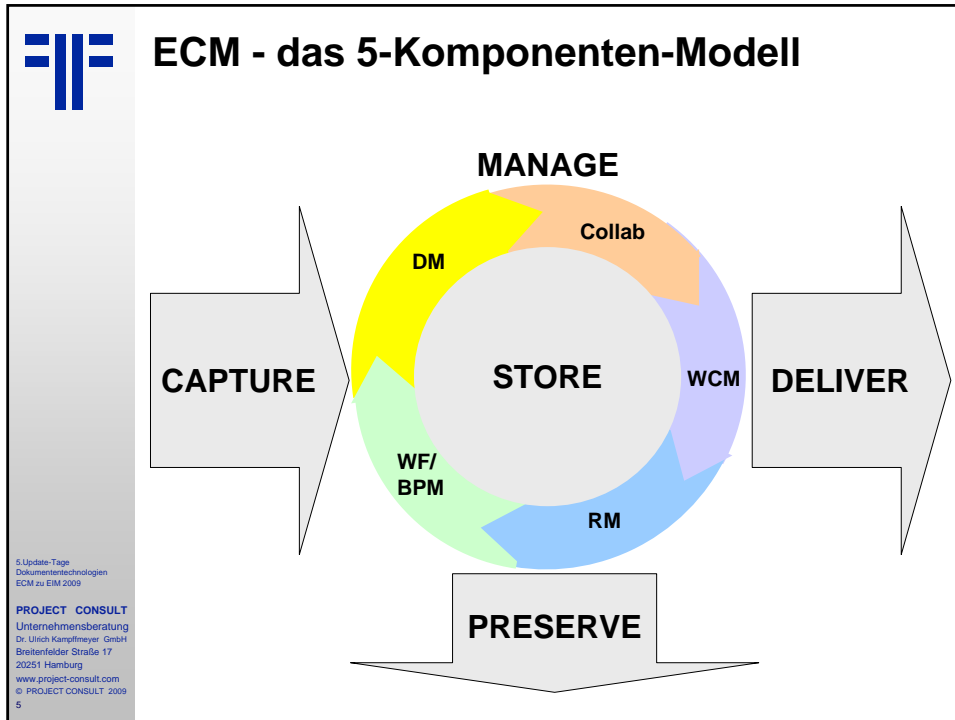 ECM - das 5-Komponenten-Modell
MANAGE
Collab
DM
CAPTURE
STORE
WCM
DELIVER
WF/
BPM
RM
PRESERVE
5.Update-Tage
Dokumententechnologien
ECM zu EIM 2009
PROJECT CONSULT
Unternehmensberatung
Dr. Ulrich Kampffmeyer GmbH
Breitenfelder Straße 17
20251 Hamburg
www.project-consult.com
© PROJECT CONSULT 2009
5